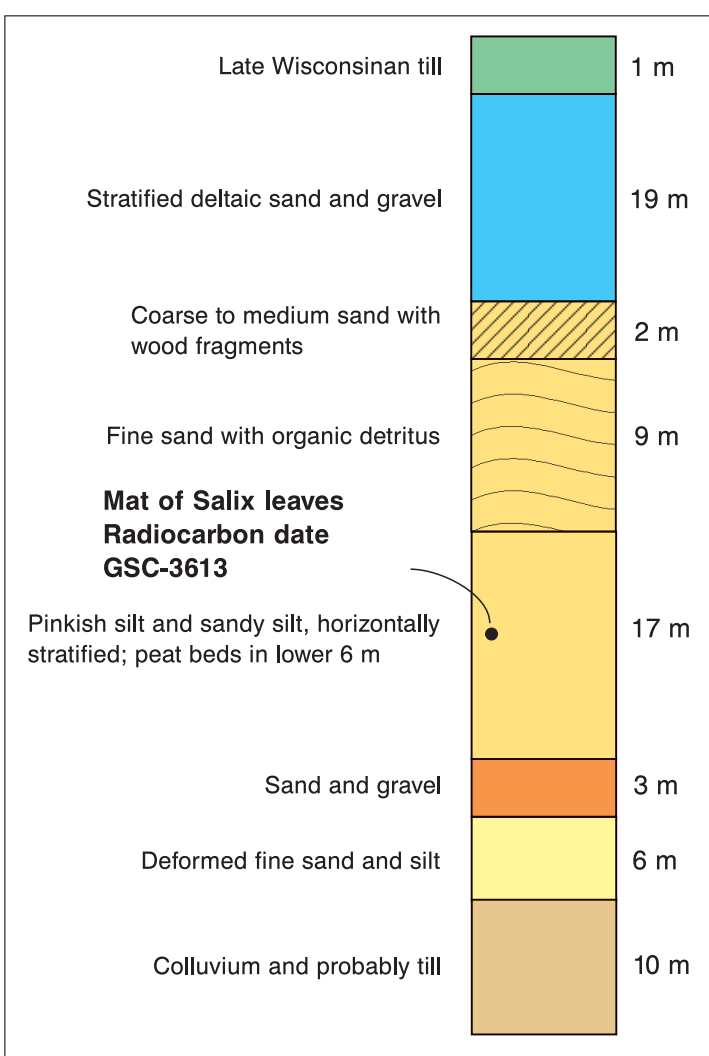 Late Wisconsinan till
1 m
Stratified deltaic sand and gravel
19 m
Coarse to medium sand with
wood fragments
2 m
Fine sand with organic detritus
9 m
Mat of Salix leaves
Radiocarbon date
GSC-3613
Pinkish silt and sandy silt, horizontally
stratified; peat beds in lower 6 m
17 m
Sand and gravel
3 m
Deformed fine sand and silt
6 m
Colluvium and probably till
10 m